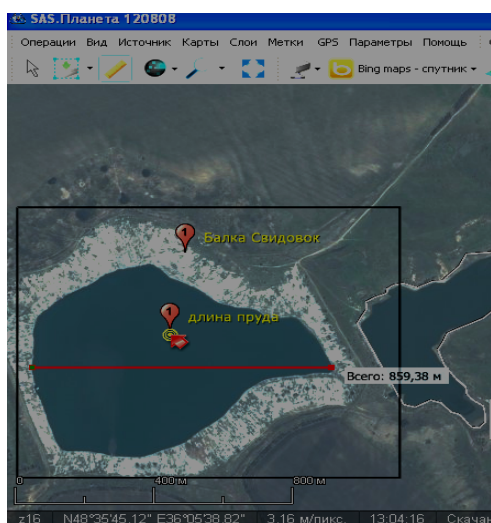 SAS.Планета 120808
Операции Вид Источник Карты Слои Метки GPS Параметры Помощь
Bing maps - спутник
1
Балка Свидовок
1
длина пруда
Всего: 859,38 м
0 400 м 800 м
z16 N48°35'45,12" E36°05'38,82" 3,16 м/пикс. 13:04:16 Скачан